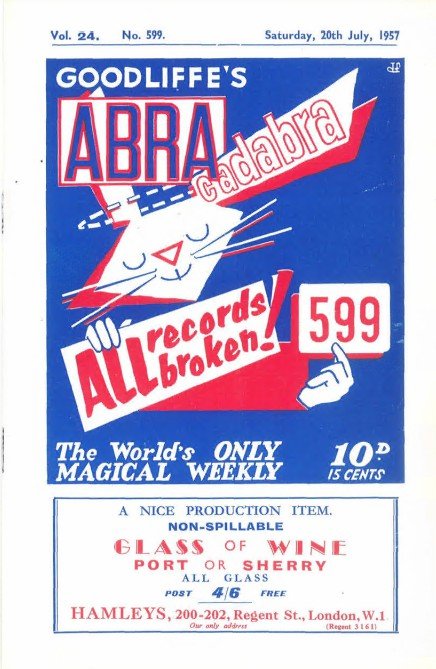 Vol. 24. No. 599. Saturday, 20th July, 1957
GOODLIFFE'S
ABRA
cadabra
ALL records broken!
599
The World's ONLY
MAGICAL WEEKLY
10D
15 CENTS
A NICE PRODUCTION ITEM.
NON-SPILLABLE
GLASS OF WINE
PORT OR SHERRY
ALL GLASS
POST 4/6 FREE
HAMLEYS, 200-202, Regent St., London, W.1
Our only address (Regent 3161)